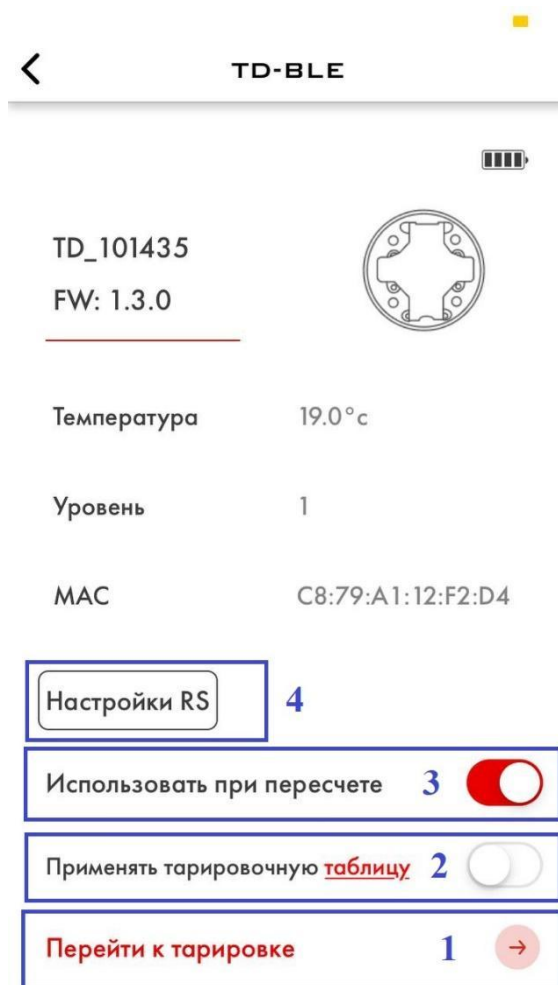 TD-BLE
TD_101435
FW: 1.3.0
Температура 19.0°c
Уровень 1
MAC C8:79:A1:12:F2:D4
Настройки RS 4
Использовать при пересчете 3
Применять тарировочную таблицу 2
Перейти к тарировке 1